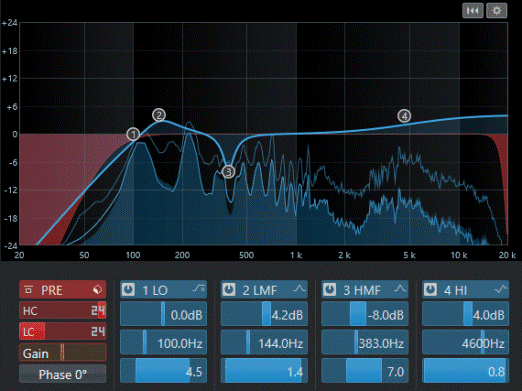 +24
+18
+12
+6
0
-6
-12
-18
-24
1
2
3
4
20 50 100 200 500 1 k 2 k 5 k 10 k 20 k
PRE 1 LO 2 LMF 3 HMF 4 HI
HC 24 0.0dB 4.2dB -8.0dB 4.0dB
LC 24 100.0Hz 144.0Hz 383.0Hz 4600Hz
Gain
Phase 0° 4.5 1.4 7.0 0.8